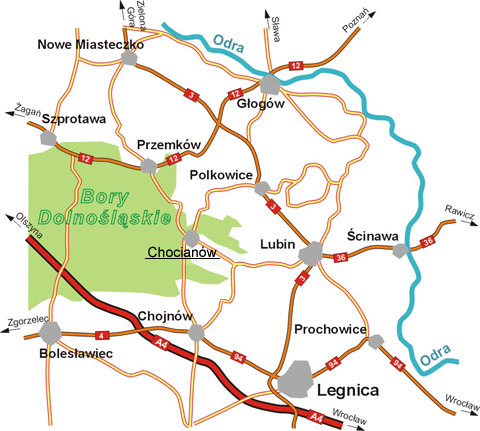 Zielona
Góra
Sława
Poznań
Nowe Miasteczko
Odra
12
3
12
Głogów
Żagań
Szprotawa
Przemków
12
12
Polkowice
Bory
Dolnośląskie
3
Rawicz
Olszyna
Chocianów
Lubin
Ścinawa
36
36
3
Zgorzelec
Chojnów
Prochowice
4
A4
94
94
Odra
Bolesławiec
94
Legnica
A4
Wrocław
Wrocław